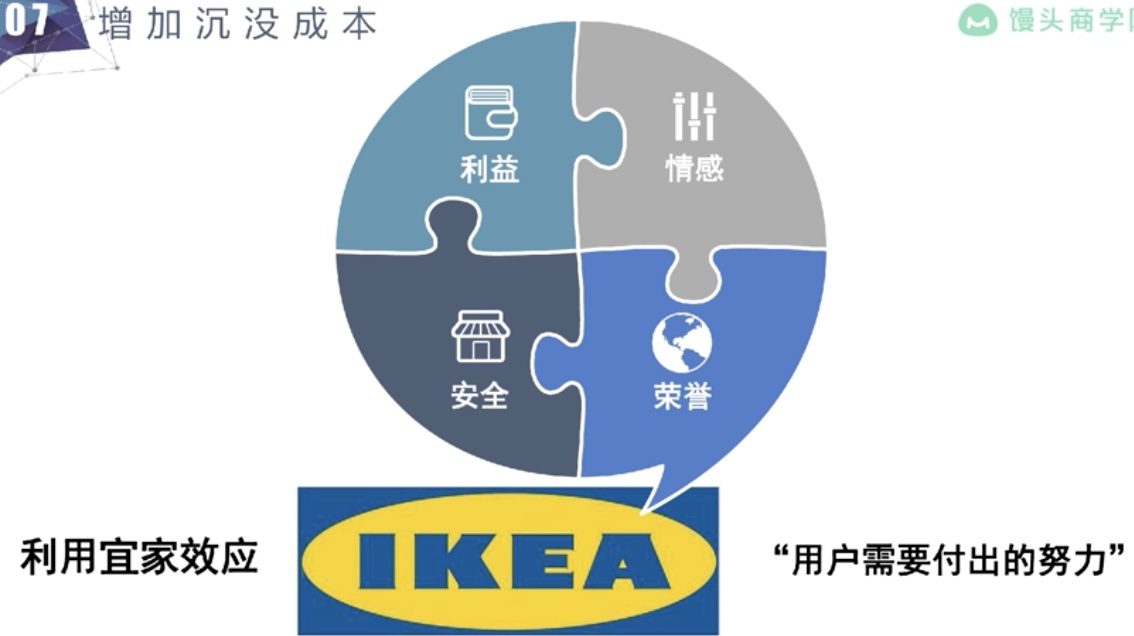 07
增加沉没成本
馒头商学
利益
情感
安全
荣誉
利用宜家效应
IKEA
“用户需要付出的努力”